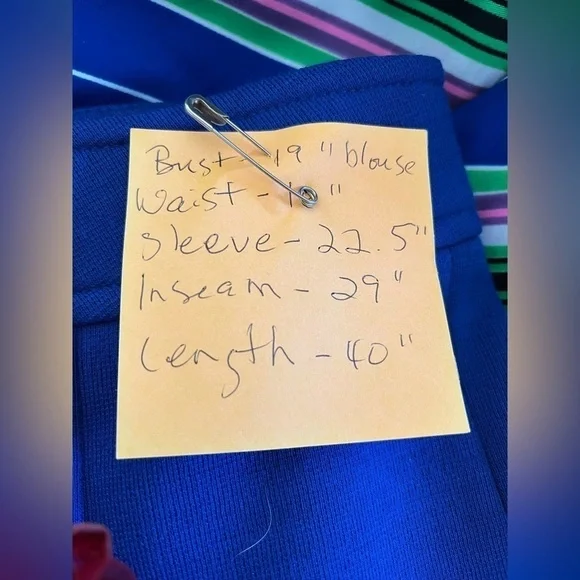 Bust - 19 " blouse
Waist - "
Sleeve - 22.5"
Inseam - 29"
Length - 40"